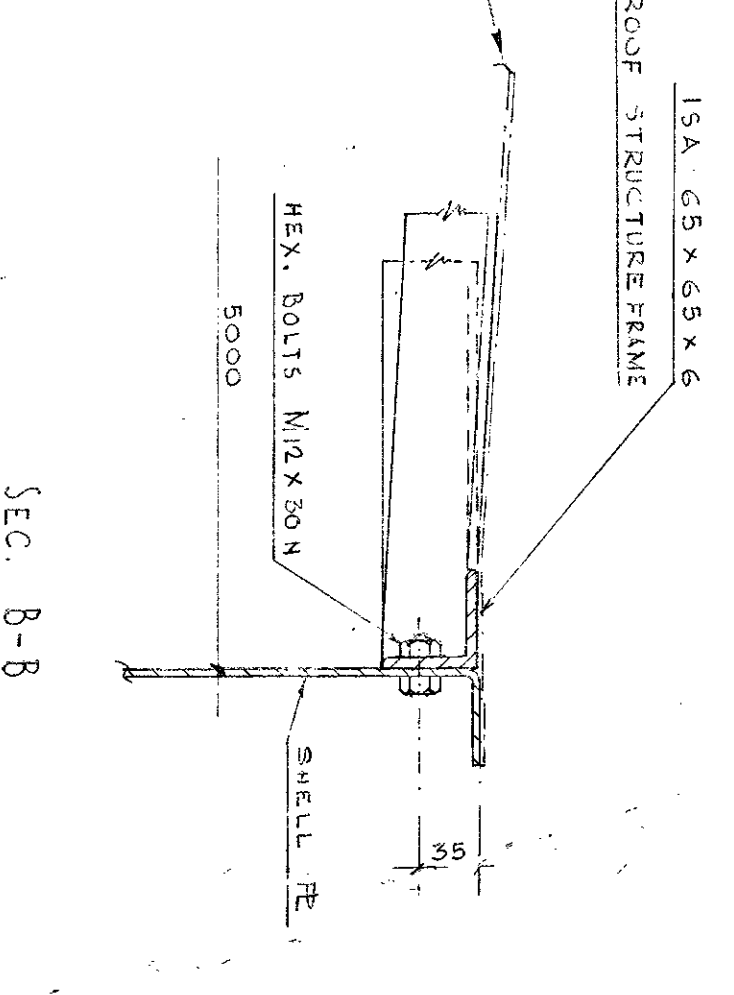 ISA 65 x 65 x 6
ROOF STRUCTURE FRAME
HEX. BOLTS M12 X 30 N
5000
35
SHELL PL
SEC. B-B